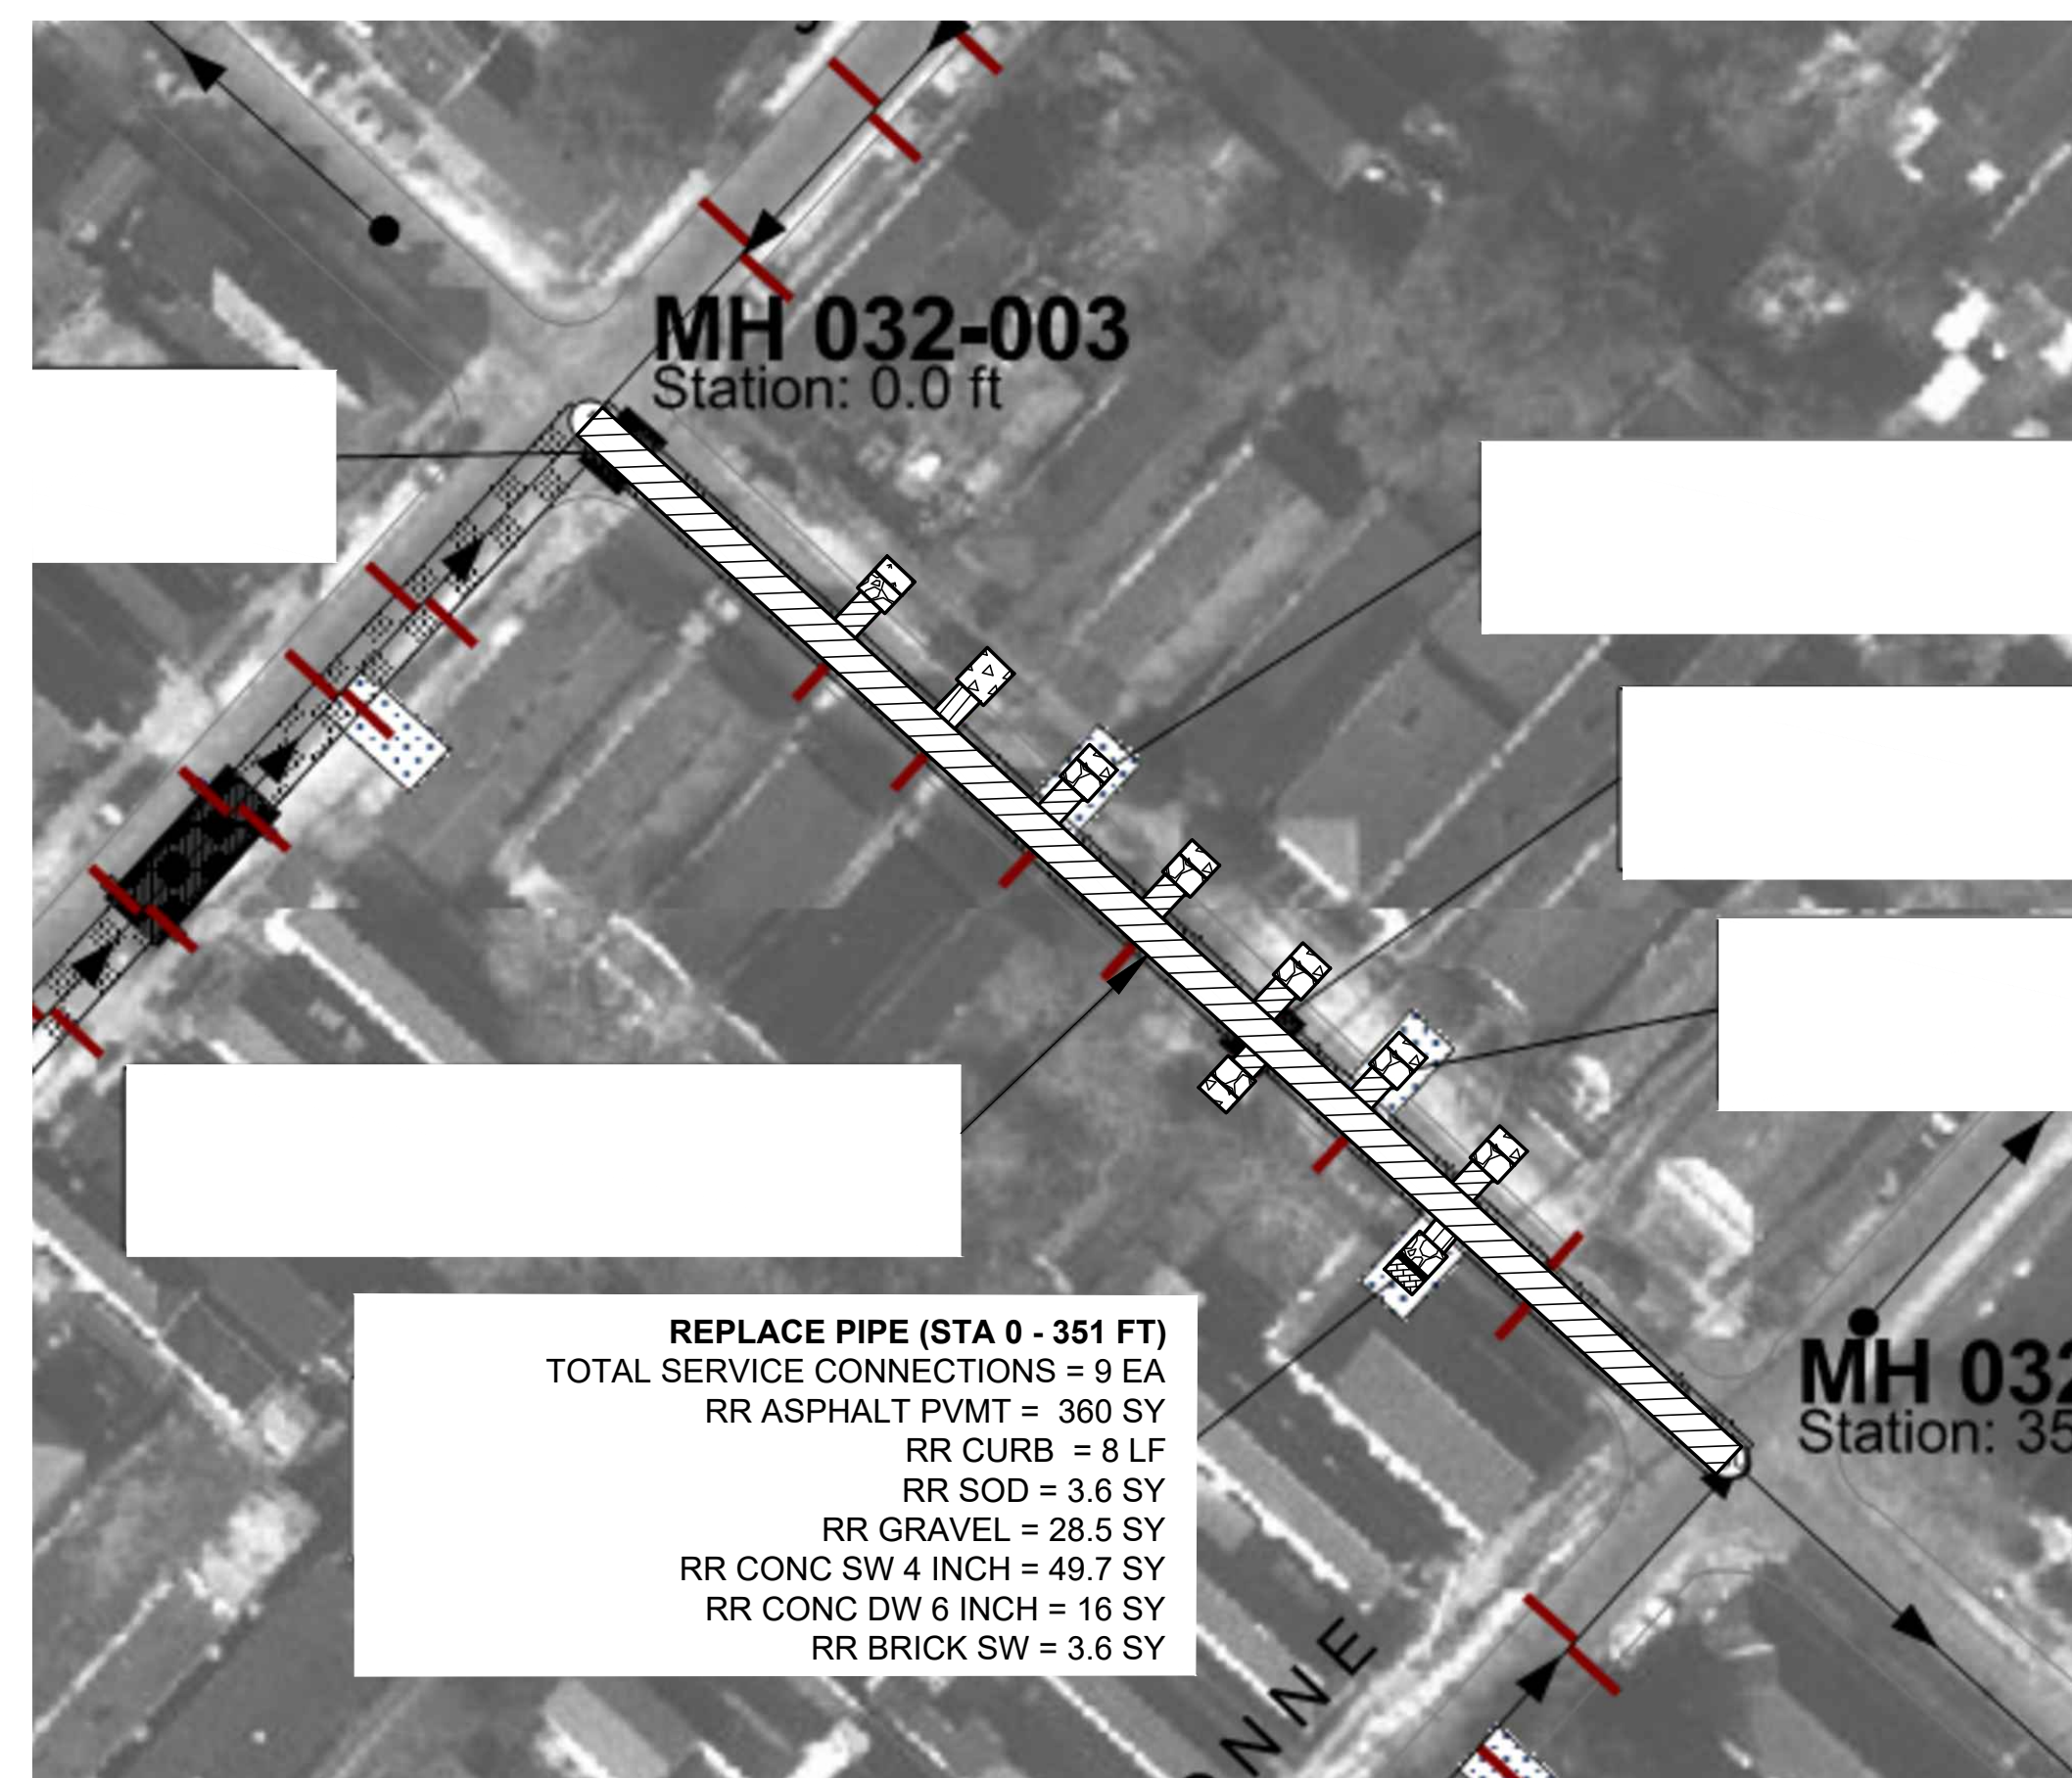 MH 032-003
Station: 0.0 ft
REPLACE PIPE (STA 0 - 351 FT)
TOTAL SERVICE CONNECTIONS = 9 EA
RR ASPHALT PVMT = 360 SY
RR CURB = 8 LF
RR SOD = 3.6 SY
RR GRAVEL = 28.5 SY
RR CONC SW 4 INCH = 49.7 SY
RR CONC DW 6 INCH = 16 SY
RR BRICK SW = 3.6 SY
MH 032
Station: 35
NNE